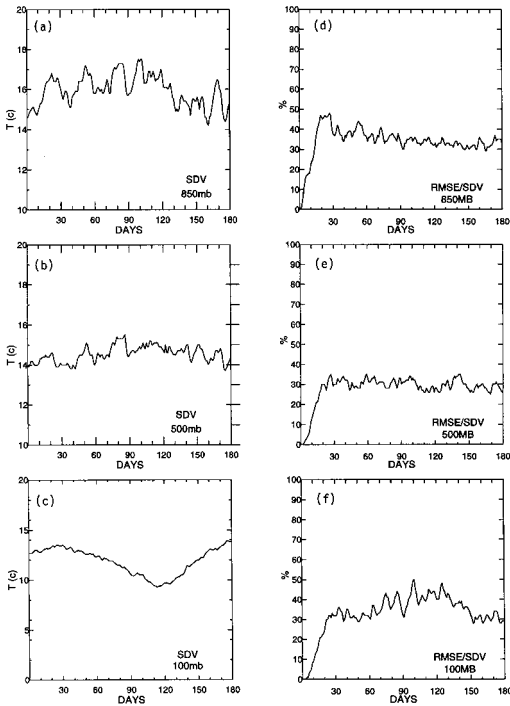 (a)
20
18
16
14
12
10
T (c)
SDV
850mb
30 60 90 120 150 180
DAYS
(d)
100
90
80
70
60
50
40
30
20
10
0
%
RMSE/SDV
850MB
30 60 90 120 150 180
DAYS
(b)
20
18
16
14
12
10
T (c)
SDV
500mb
30 60 90 120 150 180
DAYS
(e)
100
90
80
70
60
50
40
30
20
10
0
%
RMSE/SDV
500MB
30 60 90 120 150 180
DAYS
(c)
20
15
10
5
0
T (c)
SDV
100mb
30 60 90 120 150 180
DAYS
(f)
100
90
80
70
60
50
40
30
20
10
0
%
RMSE/SDV
100MB
30 60 90 120 150 180
DAYS